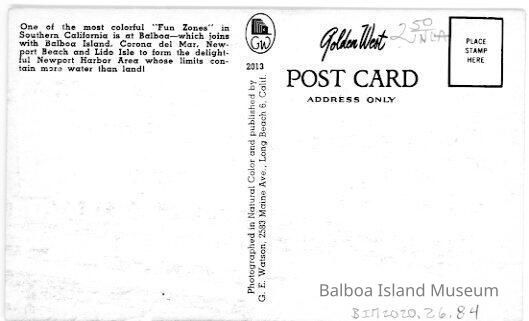 One of the most colorful "Fun Zones" in
Southern California is at Balboa—which joins
with Balboa Island, Corona del Mar, New-
port Beach and Lido Isle to form the delight-
ful Newport Harbor Area whose limits con-
tain more water than land!
GW
2013
Photographed in Natural Color and published by
G. E. Watson, 2583 Maine Ave., Long Beach 6, Calif.
Golden West
2 50
POST CARD
ADDRESS ONLY
PLACE
STAMP
HERE
Balboa Island Museum
BIM2020.26.84